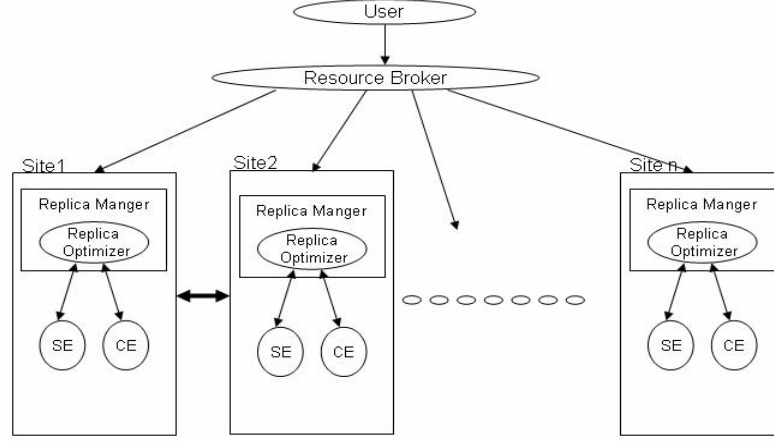 User
Resource Broker
Site1
Site2
Site n
Replica Manger
Replica
Optimizer
SE
CE
Replica Manger
Replica
Optimizer
SE
CE
Replica Manger
Replica
Optimizer
SE
CE